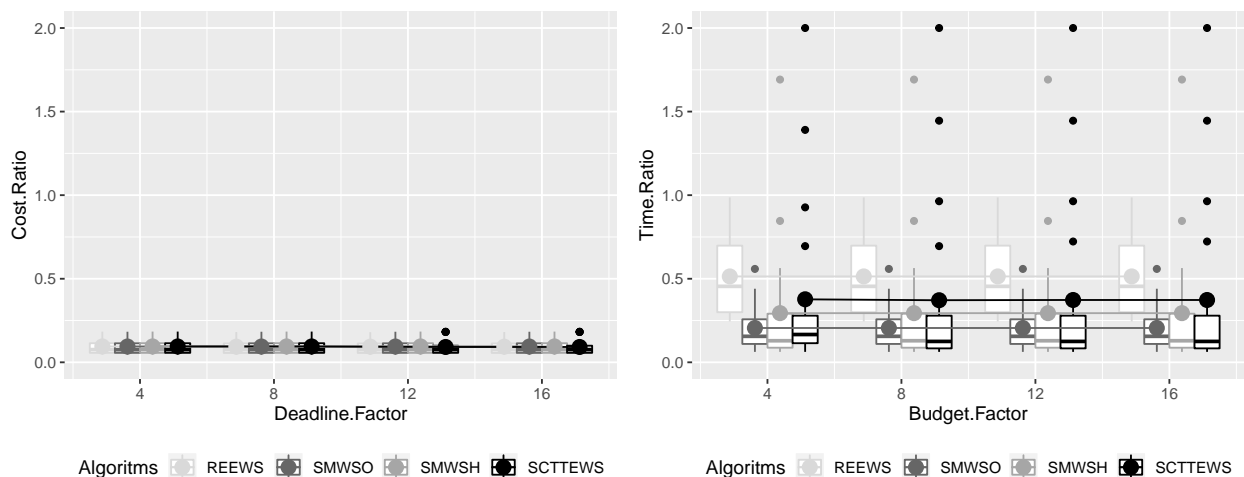 2.0
1.5
1.0
0.5
0.0
Cost.Ratio
4 8 12 16
Deadline.Factor
Algoritms REEWS SMWSO SMWSH SCTTEWS
2.0
1.5
1.0
0.5
0.0
Time.Ratio
4 8 12 16
Budget.Factor
Algoritms REEWS SMWSO SMWSH SCTTEWS